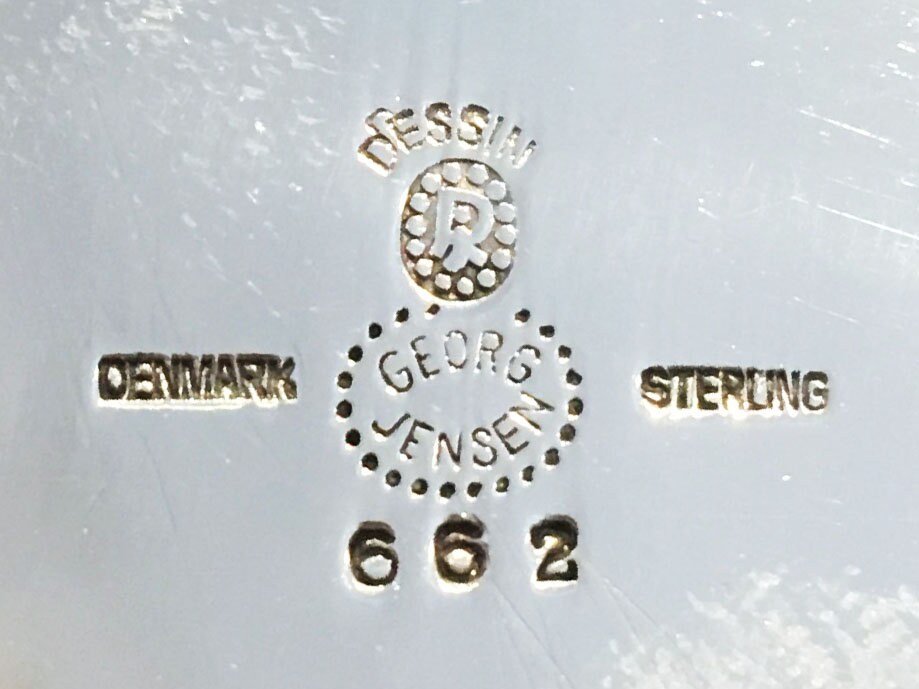 DESSIN
R
GEORG
JENSEN
DENMARK
STERLING
662